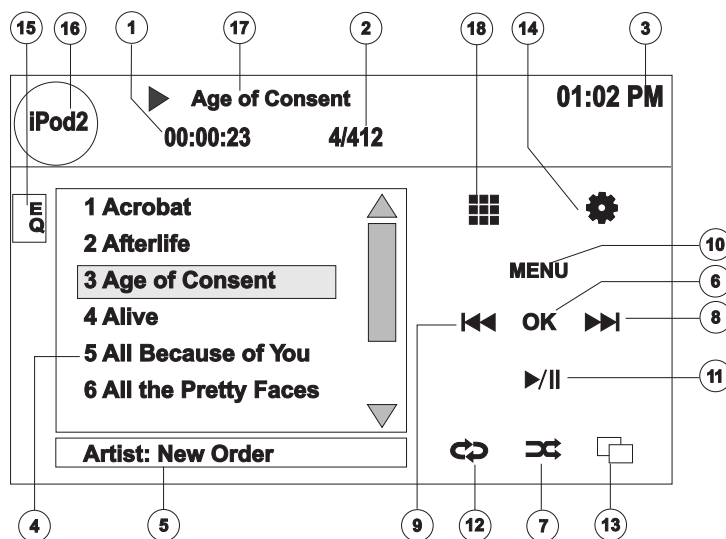 15 16 1 17 2 18 14 3
Age of Consent
01:02 PM
iPod2
00:00:23 4/412
EQ
1 Acrobat
2 Afterlife
3 Age of Consent
4 Alive
5 All Because of You
6 All the Pretty Faces
Artist: New Order
MENU
10
OK
6
8
11
4 5 9 12 7 13